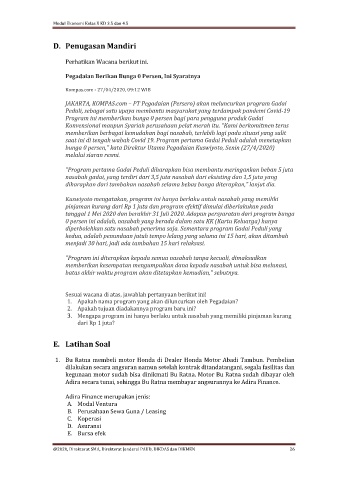 Modul Ekonomi Kelas X KD 3.5 dan 4.5
D. Penugasan Mandiri
Perhatikan Wacana berikut ini.
Pegadaian Berikan Bunga 0 Persen, Ini Syaratnya
Kompas.com - 27/04/2020, 09:12 WIB
JAKARTA, KOMPAS.com – PT Pegadaian (Persero) akan meluncurkan program Gadai
Peduli, sebagai satu upaya membantu masyarakat yang terdampak pandemi Covid-19
Program ini memberikan bunga 0 persen bagi para pengguna produk Gadai
Konvensional maupun Syariah perusahaan pelat merah itu. "Kami berkomitmen terus
memberikan berbagai kemudahan bagi nasabah, terlebih lagi pada situasi yang sulit
saat ini di tengah wabah Covid 19. Program pertama Gadai Peduli adalah menetapkan
bunga 0 persen," kata Direktur Utama Pegadaian Kuswiyoto, Senin (27/4/2020)
melalui siaran resmi.
"Program pertama Gadai Peduli diharapkan bisa membantu meringankan beban 5 juta
nasabah gadai, yang terdiri dari 3,5 juta nasabah dari eksisting dan 1,5 juta yang
diharapkan dari tambahan nasabah selama bebas bunga diterapkan," lanjut dia.
Kuswiyoto mengatakan, program ini hanya berlaku untuk nasabah yang memiliki
pinjaman kurang dari Rp 1 juta dan program efektif dimulai diberlakukan pada
tanggal 1 Mei 2020 dan berakhir 31 Juli 2020. Adapun persyaratan dari program bunga
0 persen ini adalah, nasabah yang berada dalam satu KK (Kartu Keluarga) hanya
diperbolehkan satu nasabah penerima saja. Sementara program Gadai Peduli yang
kedua, adalah penundaan jatuh tempo lelang yang selama ini 15 hari, akan ditambah
menjadi 30 hari, jadi ada tambahan 15 hari relaksasi.
"Program ini diterapkan kepada semua nasabah tanpa kecuali, dimaksudkan
memberikan kesempatan mengumpulkan dana kepada nasabah untuk bisa melunasi,
batas akhir waktu program akan ditetapkan kemudian," sebutnya.
Sesuai wacana di atas, jawablah pertanyaan berikut ini!
1. Apakah nama program yang akan diluncurkan oleh Pegadaian?
2. Apakah tujuan diadakannya program baru ini?
3. Mengapa program ini hanya berlaku untuk nasabah yang memiliki pinjaman kurang
dari Rp 1 juta?
E. Latihan Soal
1. Bu Ratna membeli motor Honda di Dealer Honda Motor Abadi Tambun. Pembelian
dilakukan secara angsuran namun setelah kontrak ditandatangani, segala fasilitas dan
kegunaan motor sudah bisa dinikmati Bu Ratna. Motor Bu Ratna sudah dibayar oleh
Adira secara tunai, sehingga Bu Ratna membayar angsurannya ke Adira Finance.
Adira Finance merupakan jenis:
A. Modal Ventura
B. Perusahaan Sewa Guna / Leasing
C. Koperasi
D. Asuransi
E. Bursa efek
@2020, Direktorat SMA, Direktorat Jenderal PAUD, DIKDAS dan DIKMEN 26